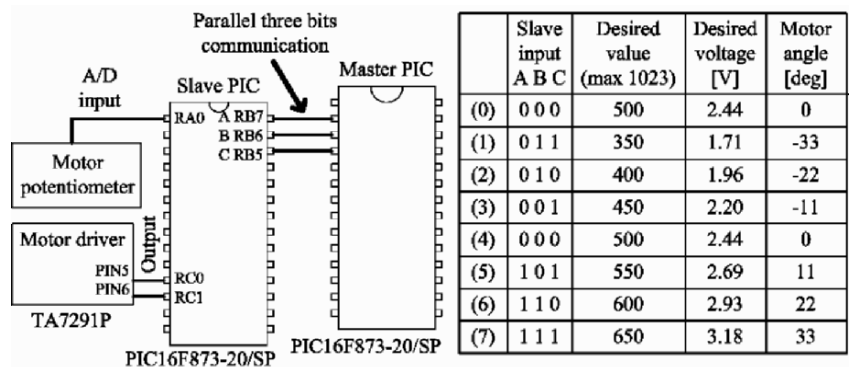 Parallel three bits
communication
A/D
input
Slave PIC
Master PIC
RA0
A RB7
B RB6
C RB5
Motor
potentiometer
Motor driver
PIN5
PIN6
Output
RC0
RC1
TA7291P
PIC16F873-20/SP
PIC16F873-20/SP
Slave input A B C
Desired value (max 1023)
Desired voltage [V]
Motor angle [deg]
(0) 0 0 0 500 2.44 0
(1) 0 1 1 350 1.71 -33
(2) 0 1 0 400 1.96 -22
(3) 0 0 1 450 2.20 -11
(4) 0 0 0 500 2.44 0
(5) 1 0 1 550 2.69 11
(6) 1 1 0 600 2.93 22
(7) 1 1 1 650 3.18 33